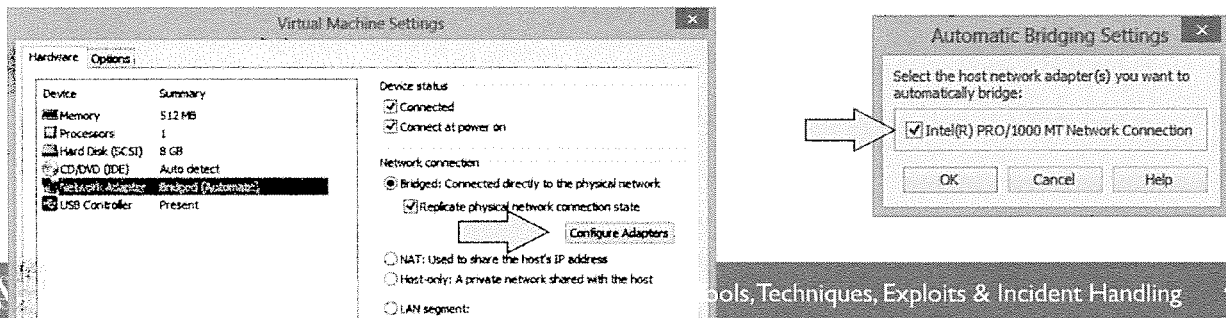 Virtual Machine Settings
Hardware Options
Device Summary
Memory 512 MB
Processors 1
Hard Disk (SCSI) 8 GB
CD/DVD (IDE) Auto detect
Network Adapter Bridged (Automatic)
USB Controller Present
Device status
Connected
Connect at power on
Network connection
Bridged: Connected directly to the physical network
Replicate physical network connection state
Configure Adapters
NAT: Used to share the host's IP address
Host-only: A private network shared with the host
LAN segment:
Automatic Bridging Settings
Select the host network adapter(s) you want to
automatically bridge:
Intel(R) PRO/1000 MT Network Connection
OK Cancel Help
ools, Techniques, Exploits & Incident Handling